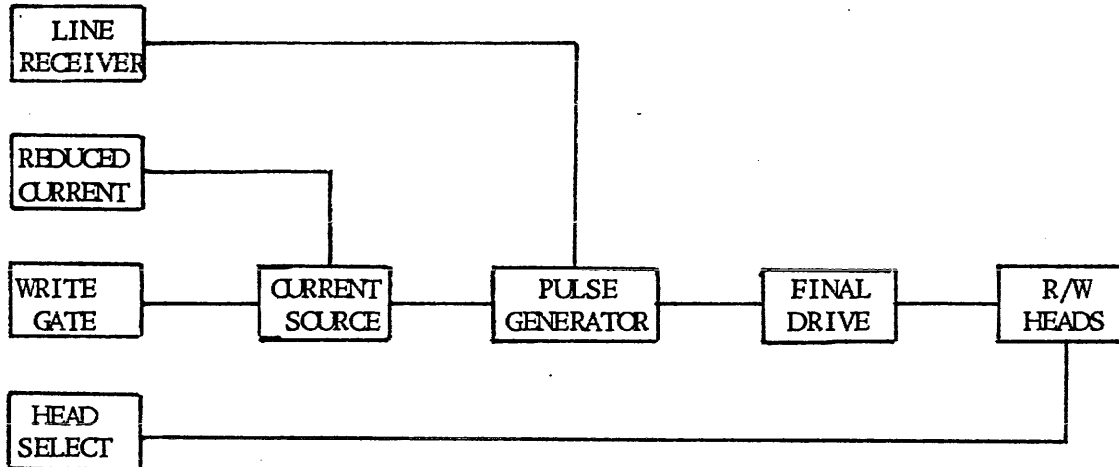 LINE
RECEIVER
REDUCED
CURRENT
WRITE
GATE
CURRENT
SOURCE
PULSE
GENERATOR
FINAL
DRIVE
R/W
HEADS
HEAD
SELECT